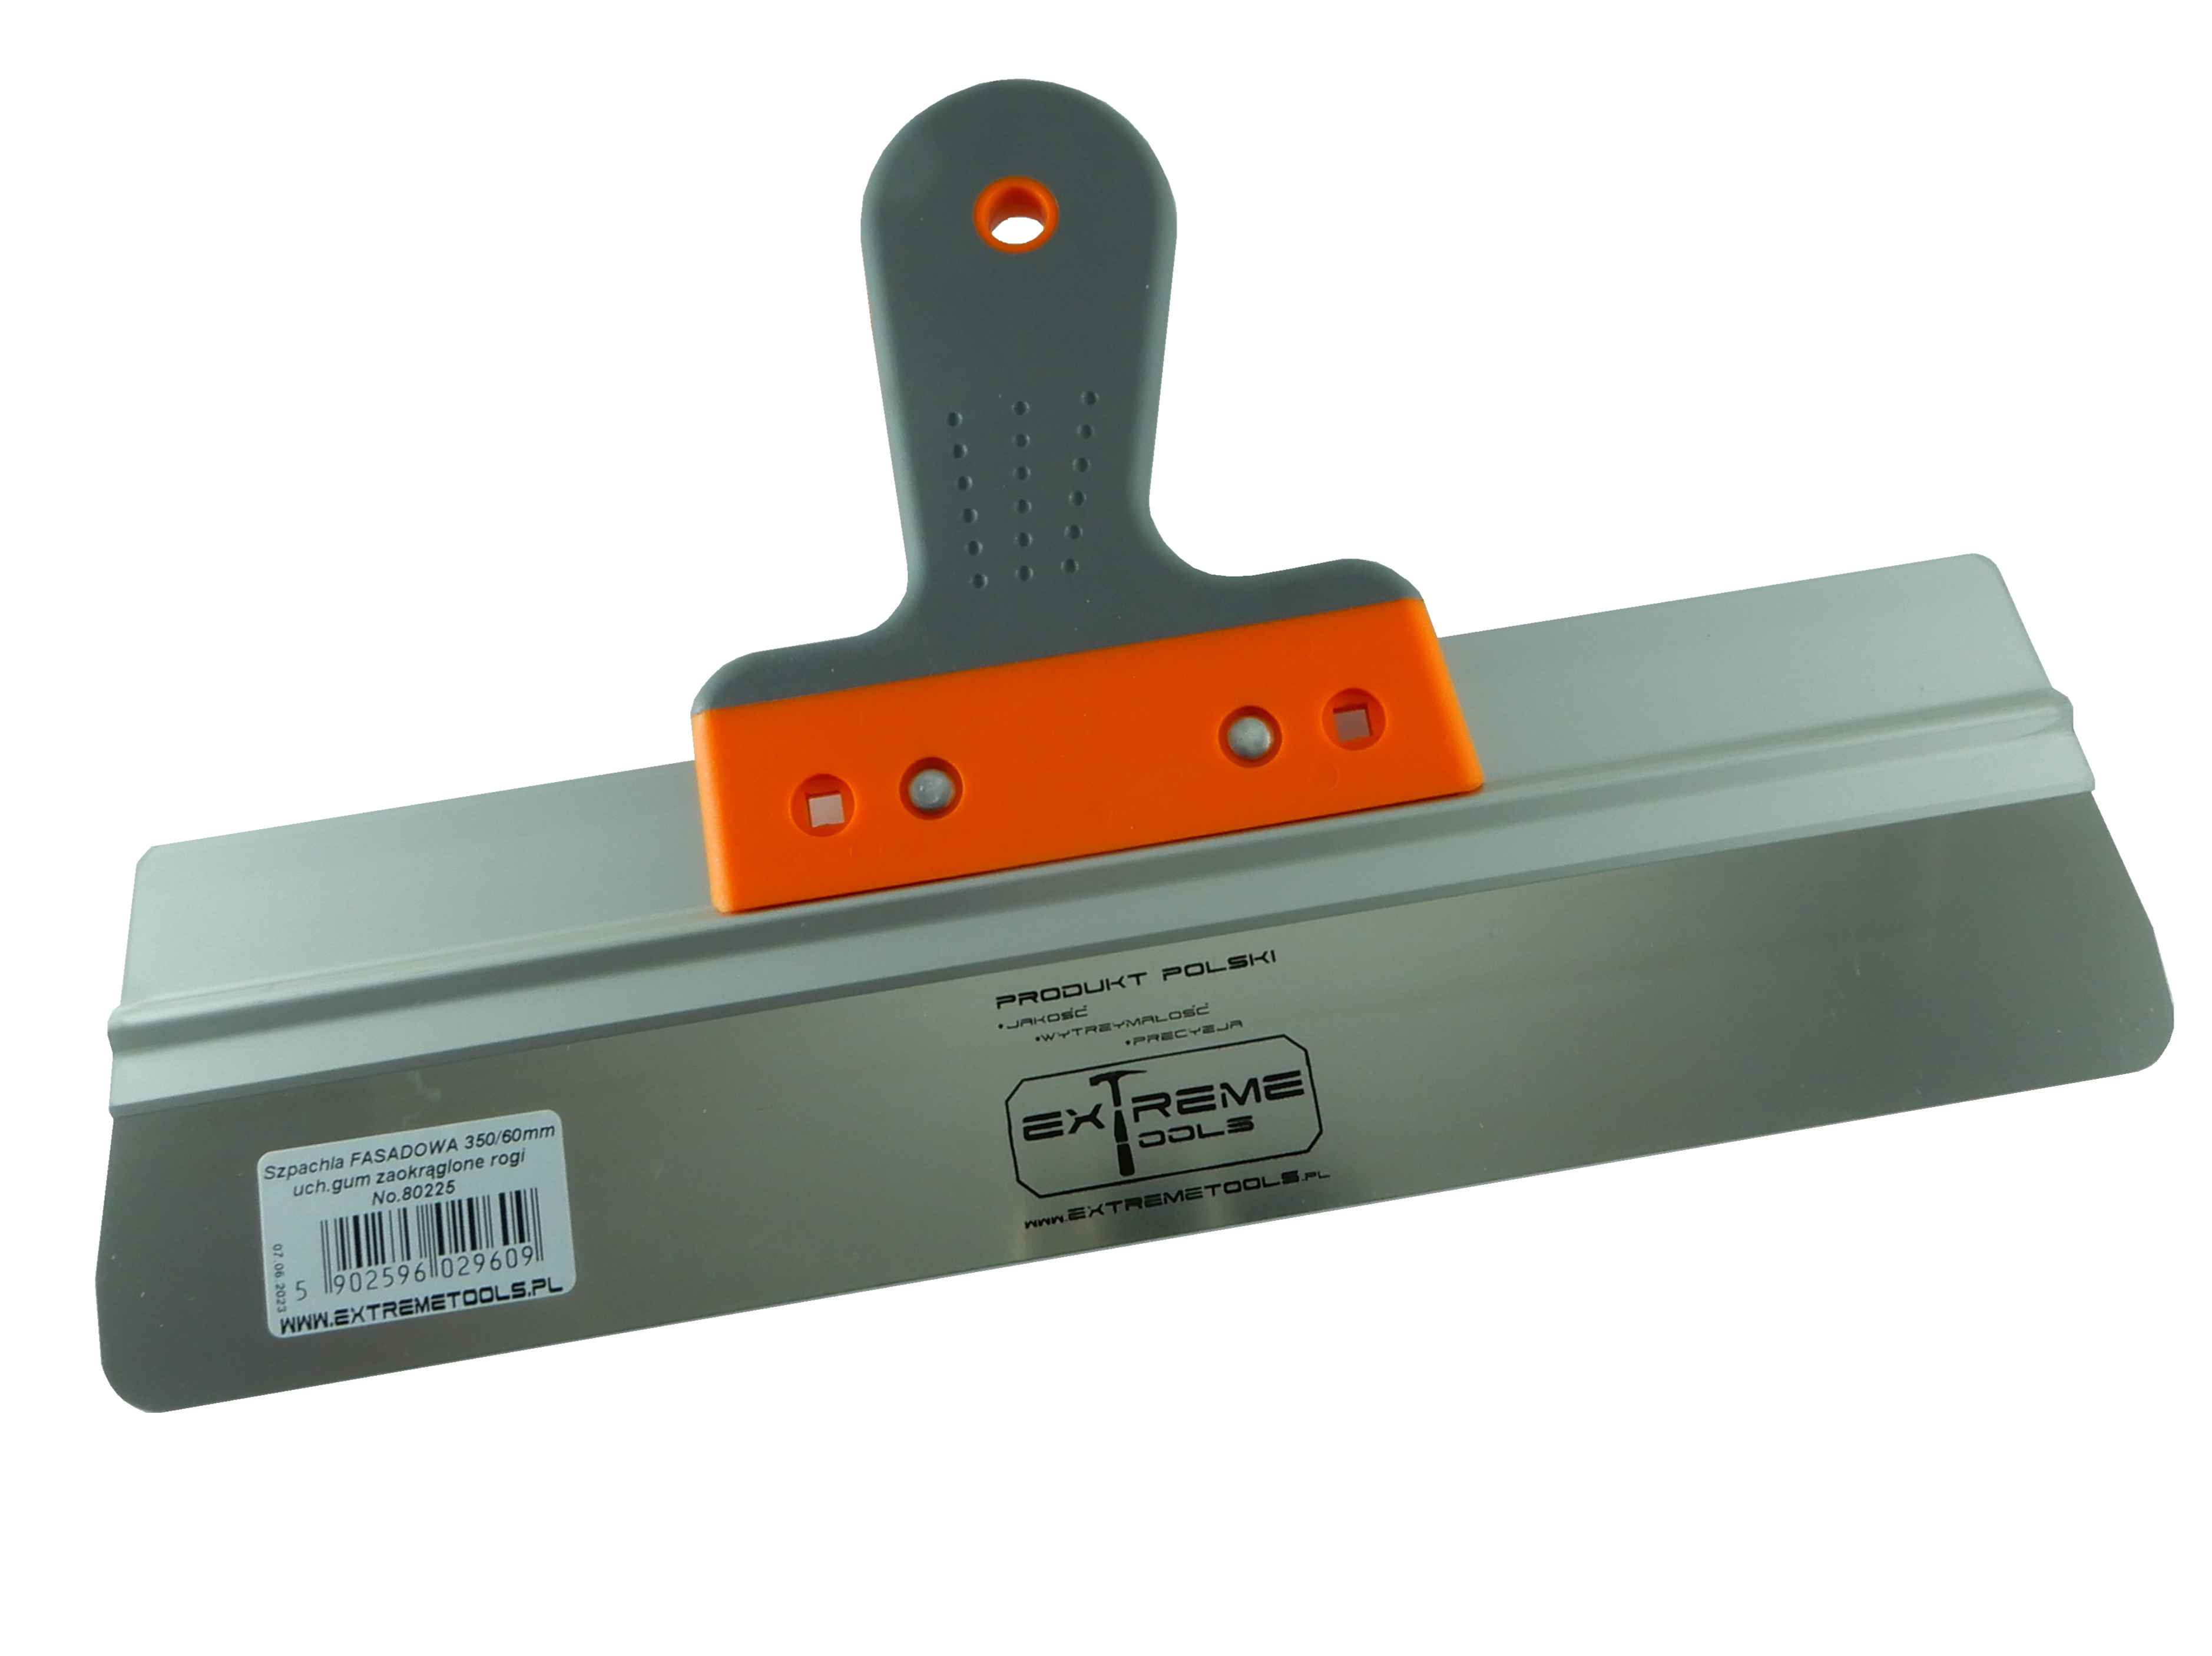 PRODUKT POLSKI
•JAKOŚĆ
•WYTRZYMAŁOŚĆ
•PRECYZJA
EXTREME
TOOLS
WWW.EXTREMETOOLS.PL
Szpachla FASADOWA 350/60mm
uch.gum zaokrąglone rogi
No.80225
07.06.2023
5 902596 029609
WWW.EXTREMETOOLS.PL